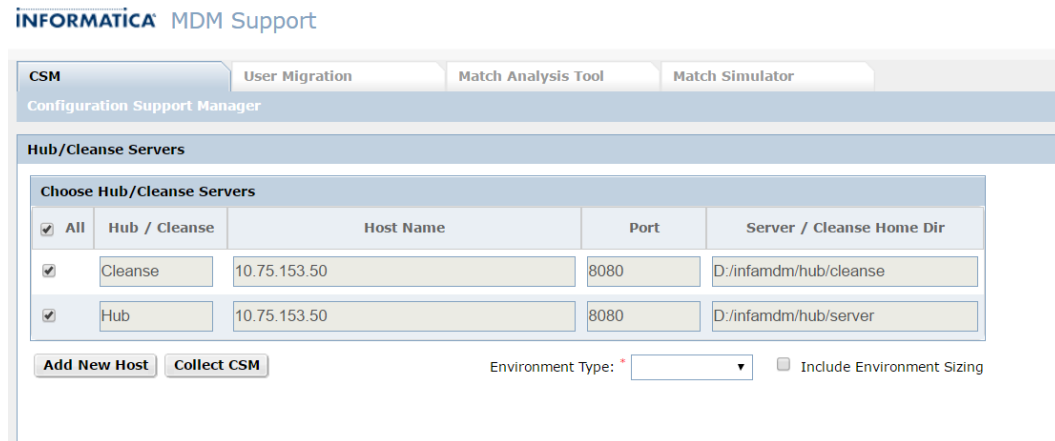 INFORMATICA MDM Support
CSM User Migration Match Analysis Tool Match Simulator
Configuration Support Manager
Hub/Cleanse Servers
Choose Hub/Cleanse Servers
All Hub / Cleanse Host Name Port Server / Cleanse Home Dir
Cleanse 10.75.153.50 8080 D:/infamdm/hub/cleanse
Hub 10.75.153.50 8080 D:/infamdm/hub/server
Add New Host Collect CSM Environment Type: * Include Environment Sizing